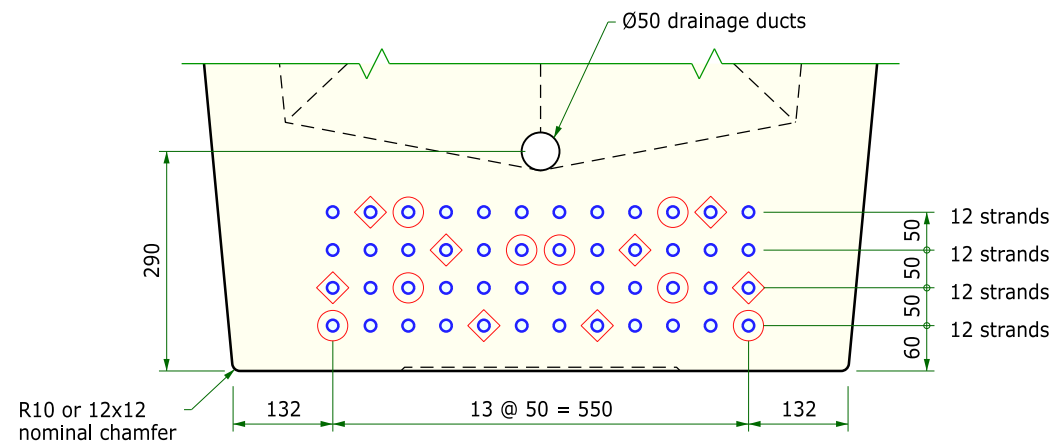 Ø50 drainage ducts
290
50
12 strands
50
12 strands
50
12 strands
60
12 strands
R10 or 12x12
nominal chamfer
132
13 @ 50 = 550
132